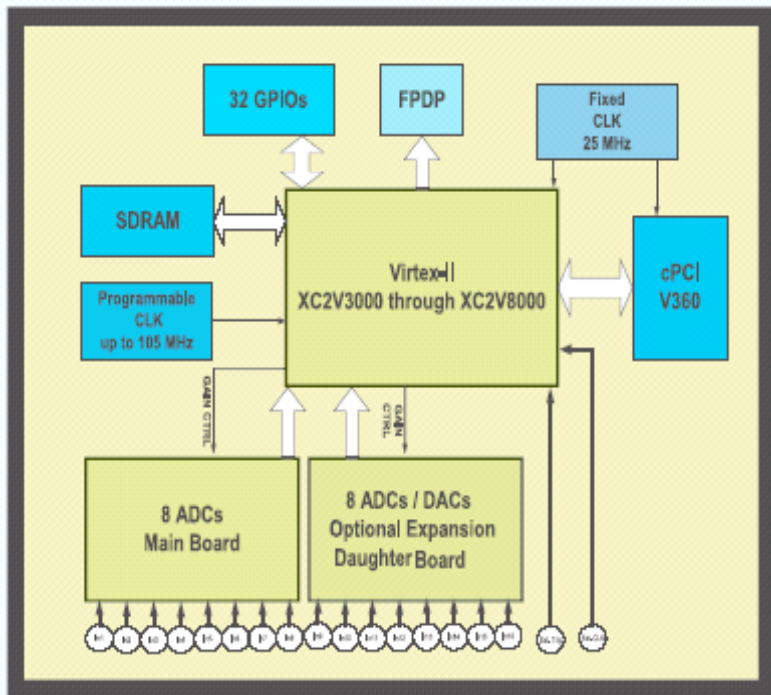 32 GPIOs
FPDP
Fixed
CLK
25 MHz
SDRAM
Virtex-II
XC2V3000 through XC2V8000
cPCI
V360
Programmable
CLK
up to 105 MHz
GAIN CTRL
GAIN
CTRL
8 ADCs
Main Board
8 ADCs / DACs
Optional Expansion
Daughter Board